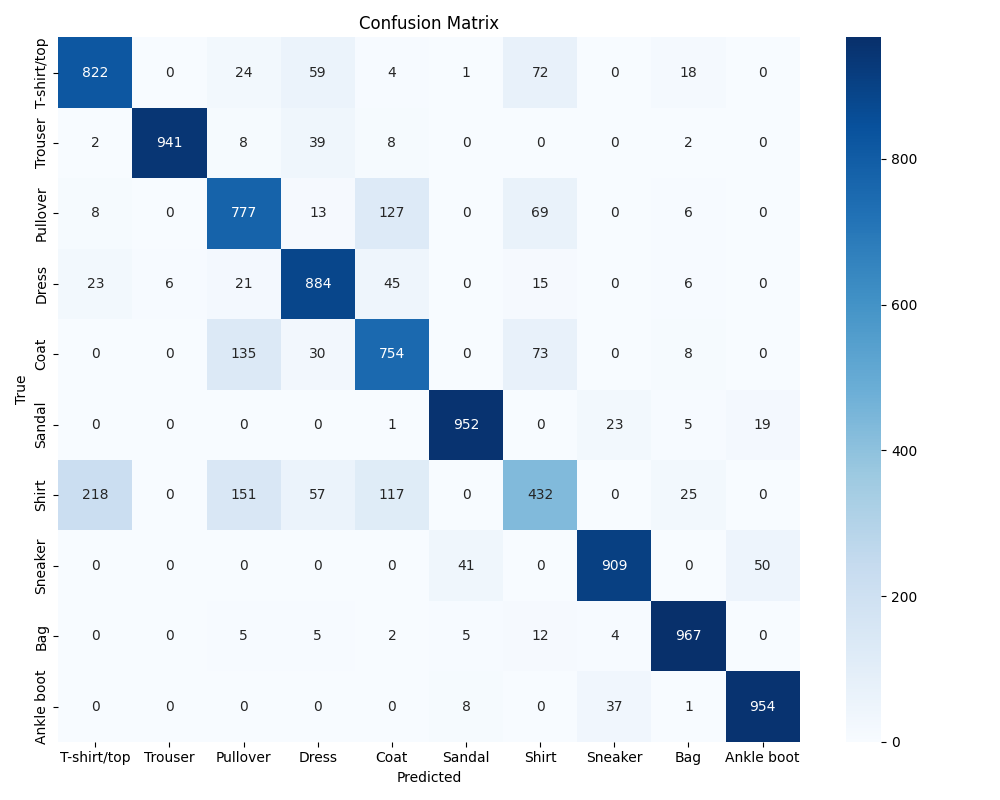 Confusion Matrix
T-shirt/top 822 0 24 59 4 1 72 0 18 0
Trouser 2 941 8 39 8 0 0 0 2 0
Pullover 8 0 777 13 127 0 69 0 6 0
Dress 23 6 21 884 45 0 15 0 6 0
Coat 0 0 135 30 754 0 73 0 8 0
Sandal 0 0 0 0 1 952 0 23 5 19
Shirt 218 0 151 57 117 0 432 0 25 0
Sneaker 0 0 0 0 0 41 0 909 0 50
Bag 0 0 5 5 2 5 12 4 967 0
Ankle boot 0 0 0 0 0 8 0 37 1 954
True
T-shirt/top Trouser Pullover Dress Coat Sandal Shirt Sneaker Bag Ankle boot
Predicted
800
600
400
200
0